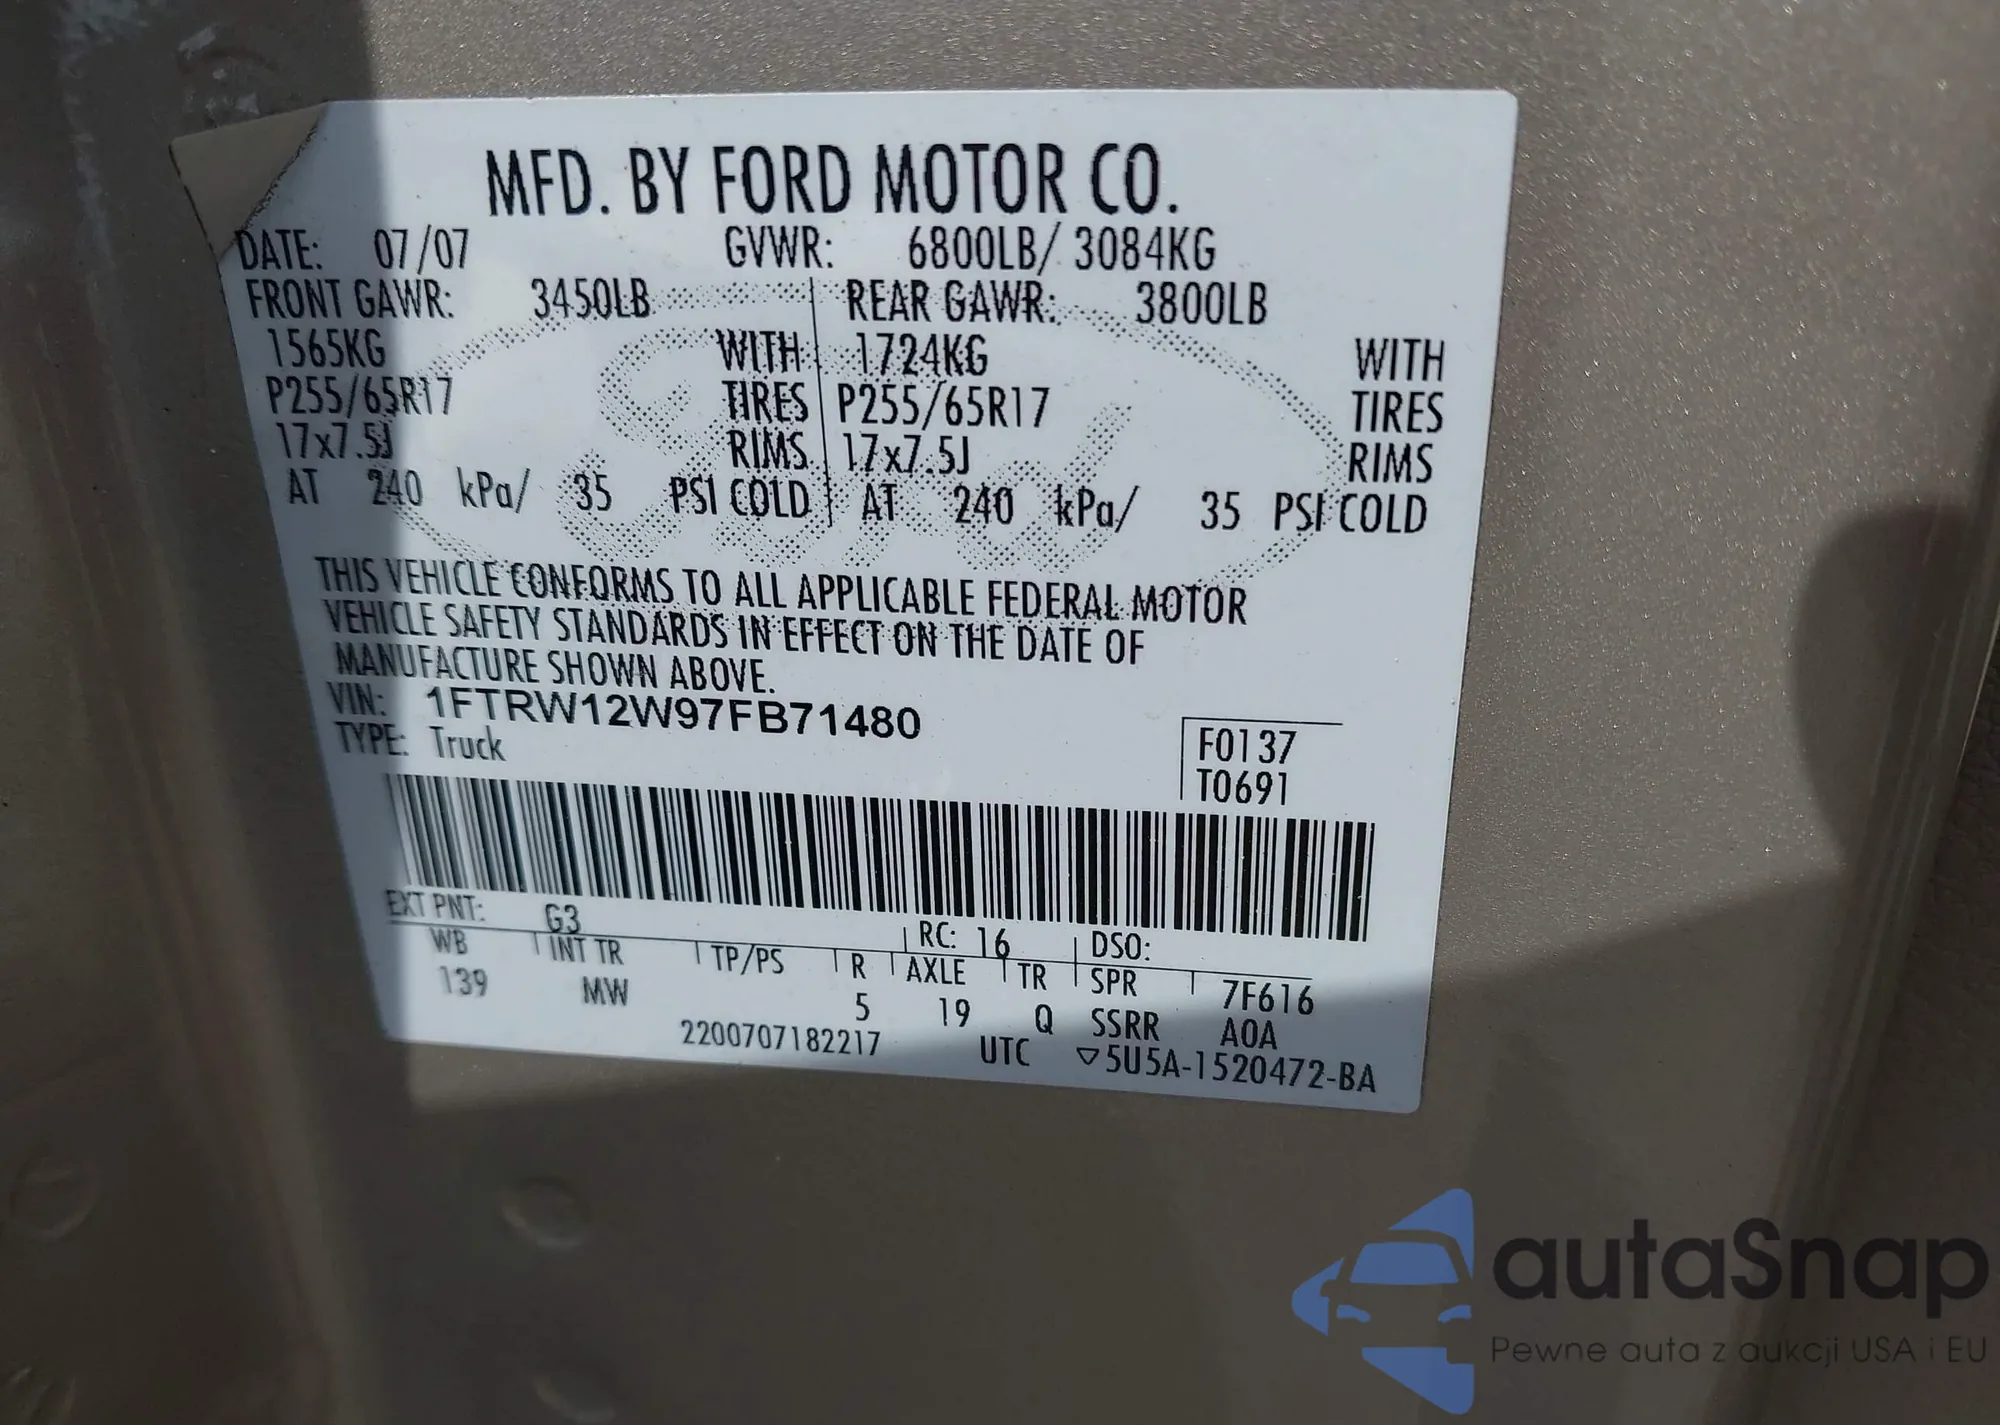 MFD. BY FORD MOTOR CO.
DATE: 07/07 GVWR: 6800LB/ 3084KG
FRONT GAWR: 3450LB REAR GAWR: 3800LB
1565KG WITH 1724KG WITH
P255/65R17 TIRES P255/65R17 TIRES
17x7.5J RIMS 17x7.5J RIMS
AT 240 kPa/ 35 PSI COLD AT 240 kPa/ 35 PSI COLD
THIS VEHICLE CONFORMS TO ALL APPLICABLE FEDERAL MOTOR
VEHICLE SAFETY STANDARDS IN EFFECT ON THE DATE OF
MANUFACTURE SHOWN ABOVE.
VIN: 1FTRW12W97FB71480
TYPE: Truck
F0137
T0691
EXT PNT: G3 RC: 16 DSO:
WB INT TR TP/PS R AXLE TR SPR 7F616
139 MW 5 19 Q SSRR A0A
2200707182217 UTC ▽5U5A-1520472-BA
autaSnap
Pewne auta z aukcji USA i EU